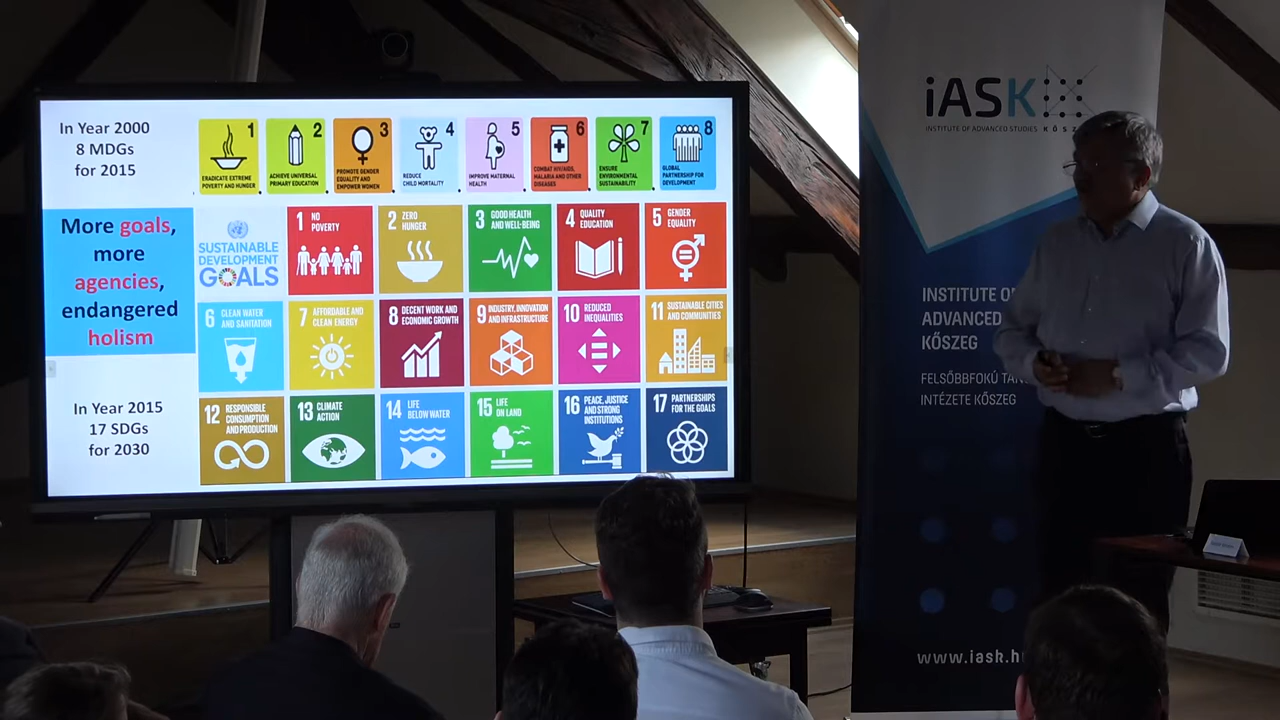 In Year 2000
8 MDGs
for 2015
1
ERADICATE EXTREME
POVERTY AND HUNGER
2
ACHIEVE UNIVERSAL
PRIMARY EDUCATION
3
PROMOTE GENDER
EQUALITY AND
EMPOWER WOMEN
4
REDUCE
CHILD MORTALITY
5
IMPROVE MATERNAL
HEALTH
6
COMBAT HIV/AIDS,
MALARIA AND OTHER
DISEASES
7
ENSURE
ENVIRONMENTAL
SUSTAINABILITY
8
GLOBAL
PARTNERSHIP FOR
DEVELOPMENT
More goals,
more
agencies,
endangered
holism
SUSTAINABLE
DEVELOPMENT
GOALS
1 NO
POVERTY
2 ZERO
HUNGER
3 GOOD HEALTH
AND WELL-BEING
4 QUALITY
EDUCATION
5 GENDER
EQUALITY
6 CLEAN WATER
AND SANITATION
7 AFFORDABLE AND
CLEAN ENERGY
8 DECENT WORK AND
ECONOMIC GROWTH
9 INDUSTRY, INNOVATION
AND INFRASTRUCTURE
10 REDUCED
INEQUALITIES
11 SUSTAINABLE CITIES
AND COMMUNITIES
In Year 2015
17 SDGs
for 2030
12 RESPONSIBLE
CONSUMPTION
AND PRODUCTION
13 CLIMATE
ACTION
14 LIFE
BELOW WATER
15 LIFE
ON LAND
16 PEACE, JUSTICE
AND STRONG
INSTITUTIONS
17 PARTNERSHIPS
FOR THE GOALS
iASK
INSTITUTE OF ADVANCED STUDIES
INSTITUTE OF
ADVANCED
KŐSZEG
FELSŐBBFOKÚ
INTÉZETE KŐSZEG
www.iask.h